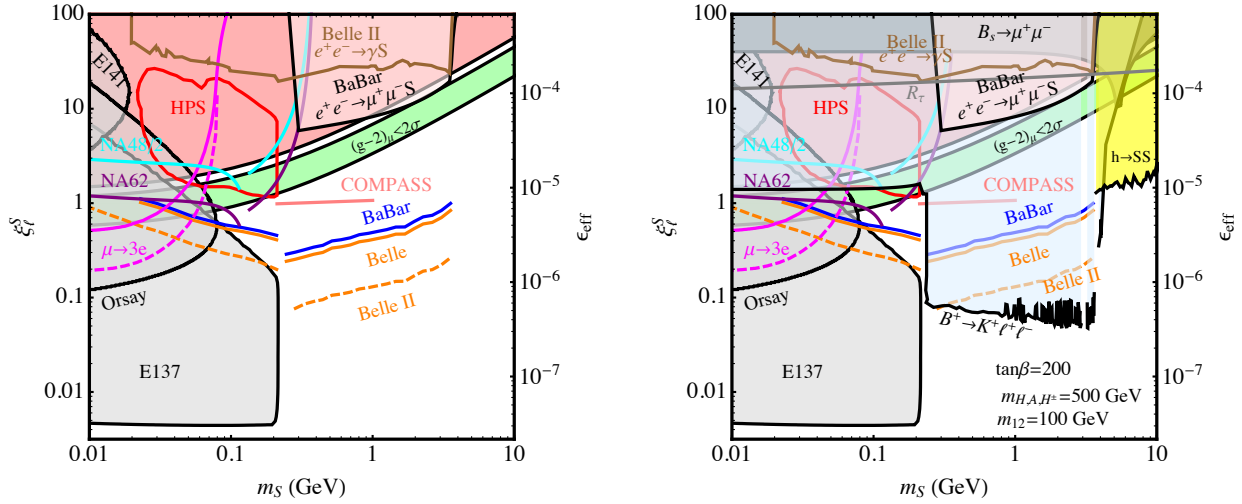 100
10
1
0.1
0.01
ξ_ℓ^S
E141
HPS
NA48/2
NA62
μ→3e
Orsay
E137
Belle II
e⁺e⁻→γS
BaBar
e⁺e⁻→μ⁺μ⁻S
(g−2)_μ<2σ
COMPASS
BaBar
Belle
Belle II
10⁻⁴
10⁻⁵
10⁻⁶
10⁻⁷
ϵ_eff
0.01 0.1 1 10
m_S (GeV)
100
10
1
0.1
0.01
ξ_ℓ^S
E141
HPS
NA48/2
NA62
μ→3e
Orsay
E137
Belle II
e⁺e⁻→γS
B_s→μ⁺μ⁻
BaBar
e⁺e⁻→μ⁺μ⁻S
R_τ
(g−2)_μ<2σ
h→SS
COMPASS
BaBar
Belle
Belle II
B⁺→K⁺ℓ⁺ℓ⁻
tanβ=200
m_{H,A,H^±}=500 GeV
m₁₂=100 GeV
10⁻⁴
10⁻⁵
10⁻⁶
10⁻⁷
ϵ_eff
0.01 0.1 1 10
m_S (GeV)